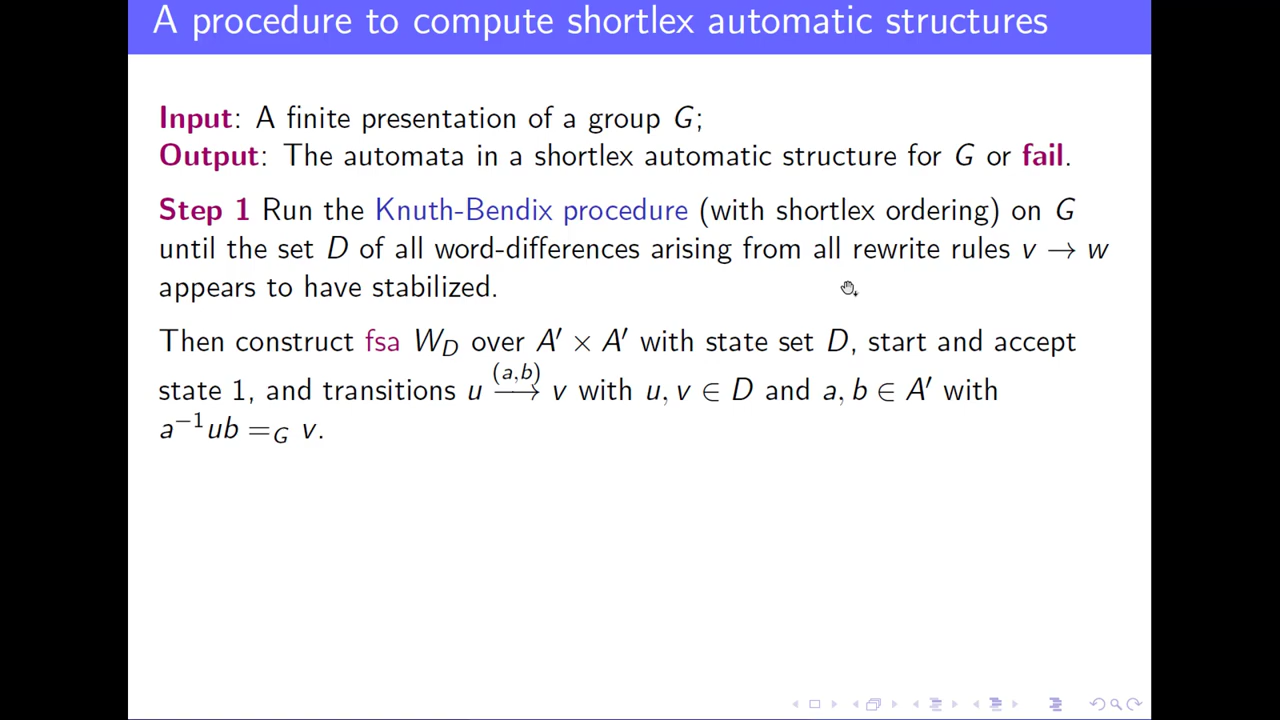 A procedure to compute shortlex automatic structures
Input: A finite presentation of a group G;
Output: The automata in a shortlex automatic structure for G or fail.
Step 1 Run the Knuth-Bendix procedure (with shortlex ordering) on G
until the set D of all word-differences arising from all rewrite rules v → w
appears to have stabilized.
Then construct fsa W_D over A′ × A′ with state set D, start and accept
state 1, and transitions u —(a,b)→ v with u, v ∈ D and a, b ∈ A′ with
a⁻¹ub =_G v.